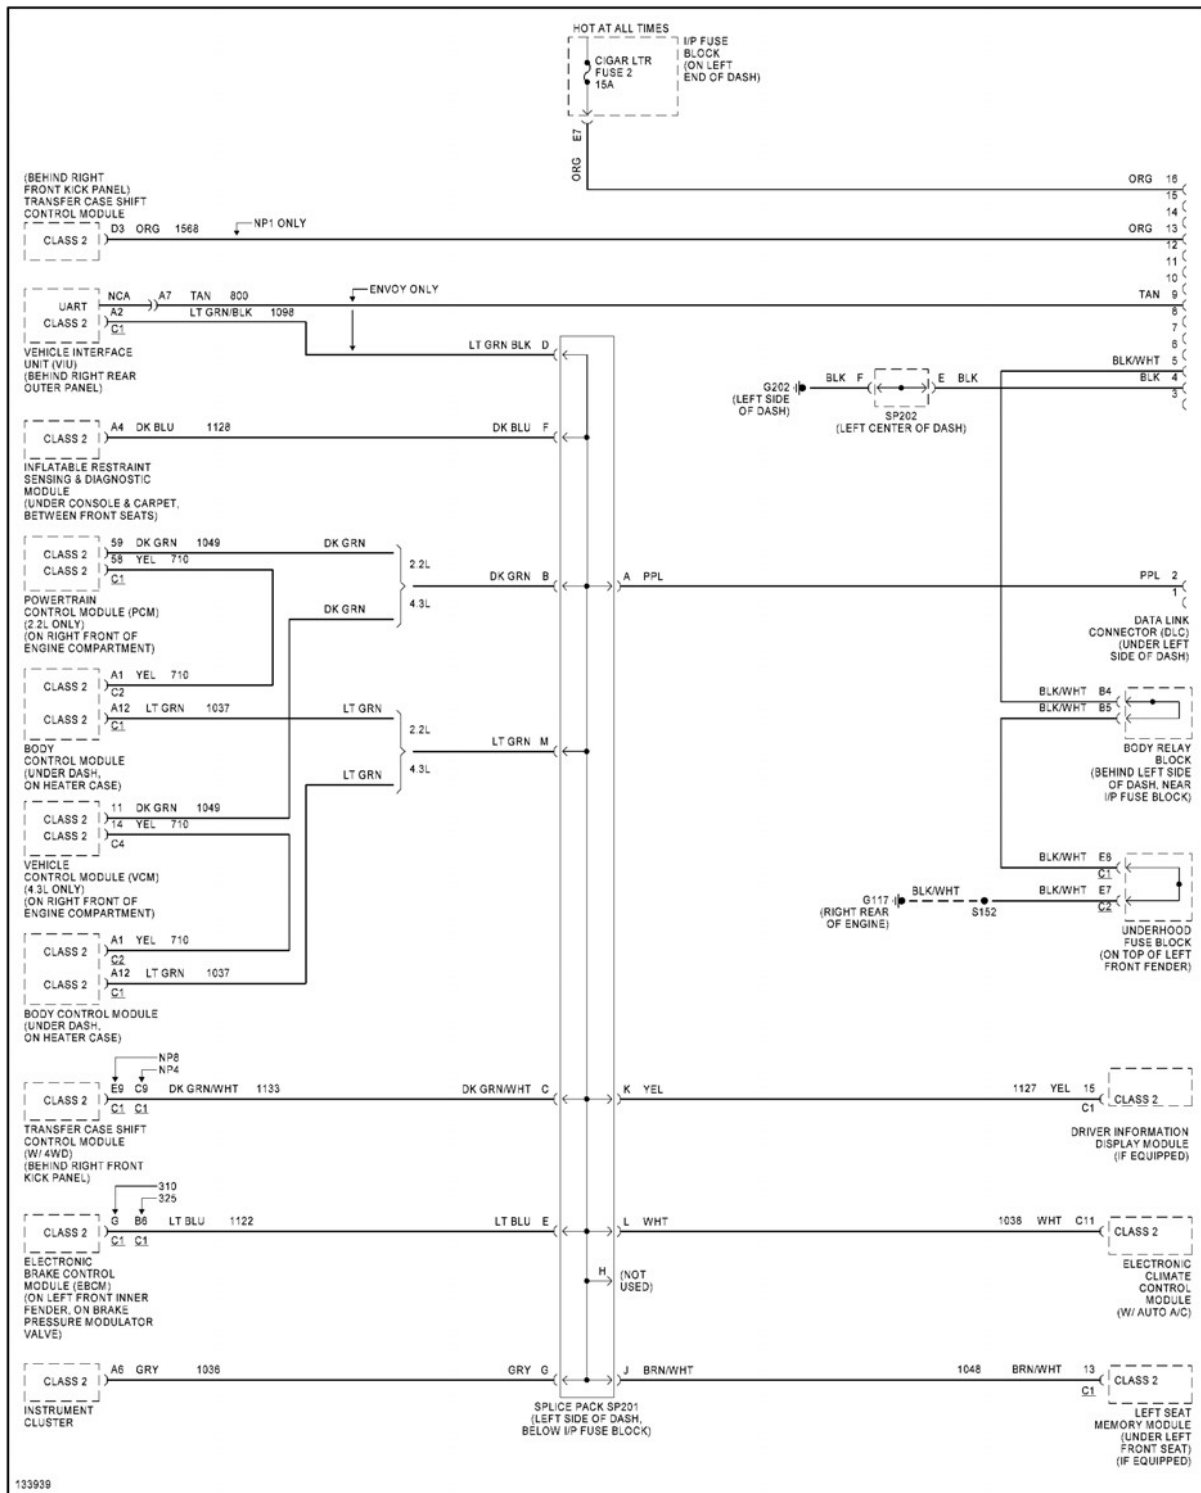 HOT AT ALL TIMES
I/P FUSE
BLOCK
(ON LEFT
END OF DASH)
CIGAR LTR
FUSE 2
15A
E7
ORG
(BEHIND RIGHT
FRONT KICK PANEL)
TRANSFER CASE SHIFT
CONTROL MODULE
CLASS 2
D3 ORG 1568
NP1 ONLY
ORG 16
15
14
ORG 13
12
11
10
TAN 9
8
7
6
BLK/WHT 5
BLK 4
3
UART
CLASS 2
NCA A7 TAN 800
A2 LT GRN/BLK 1098
C1
ENVOY ONLY
VEHICLE INTERFACE
UNIT (VIU)
(BEHIND RIGHT REAR
OUTER PANEL)
LT GRN BLK D
G202
(LEFT SIDE
OF DASH)
BLK F
E BLK
SP202
(LEFT CENTER OF DASH)
CLASS 2
A4 DK BLU 1128
DK BLU F
INFLATABLE RESTRAINT
SENSING & DIAGNOSTIC
MODULE
(UNDER CONSOLE & CARPET,
BETWEEN FRONT SEATS)
CLASS 2
CLASS 2
59 DK GRN 1049
58 YEL 710
C1
DK GRN
2.2L
DK GRN B
4.3L
DK GRN
A PPL
PPL 2
1
POWERTRAIN
CONTROL MODULE (PCM)
(2.2L ONLY)
(ON RIGHT FRONT OF
ENGINE COMPARTMENT)
DATA LINK
CONNECTOR (DLC)
(UNDER LEFT
SIDE OF DASH)
CLASS 2
CLASS 2
A1 YEL 710
C2
A12 LT GRN 1037
C1
LT GRN
2.2L
LT GRN M
4.3L
LT GRN
BODY
CONTROL MODULE
(UNDER DASH,
ON HEATER CASE)
BLK/WHT B4
BLK/WHT B5
BODY RELAY
BLOCK
(BEHIND LEFT SIDE
OF DASH, NEAR
I/P FUSE BLOCK)
CLASS 2
CLASS 2
11 DK GRN 1049
14 YEL 710
C4
VEHICLE
CONTROL MODULE (VCM)
(4.3L ONLY)
(ON RIGHT FRONT OF
ENGINE COMPARTMENT)
BLK/WHT E6
C1
BLK/WHT E7
C2
G117
(RIGHT REAR
OF ENGINE)
BLK/WHT
S152
UNDERHOOD
FUSE BLOCK
(ON TOP OF LEFT
FRONT FENDER)
CLASS 2
CLASS 2
A1 YEL 710
C2
A12 LT GRN 1037
C1
BODY CONTROL MODULE
(UNDER DASH,
ON HEATER CASE)
NP8
NP4
CLASS 2
E9 C9 DK GRN/WHT 1133
C1 C1
DK GRN/WHT C
K YEL
1127 YEL 15
C1
CLASS 2
TRANSFER CASE SHIFT
CONTROL MODULE
(W/ 4WD)
(BEHIND RIGHT FRONT
KICK PANEL)
DRIVER INFORMATION
DISPLAY MODULE
(IF EQUIPPED)
310
325
CLASS 2
G B6 LT BLU 1122
C1 C1
LT BLU E
L WHT
1038 WHT C11
CLASS 2
ELECTRONIC
BRAKE CONTROL
MODULE (EBCM)
(ON LEFT FRONT INNER
FENDER, ON BRAKE
PRESSURE MODULATOR
VALVE)
H (NOT
USED)
ELECTRONIC
CLIMATE
CONTROL
MODULE
(W/ AUTO A/C)
CLASS 2
A6 GRY 1036
GRY G
J BRN/WHT
1048 BRN/WHT 13
C1
CLASS 2
INSTRUMENT
CLUSTER
SPLICE PACK SP201
(LEFT SIDE OF DASH,
BELOW I/P FUSE BLOCK)
LEFT SEAT
MEMORY MODULE
(UNDER LEFT
FRONT SEAT)
(IF EQUIPPED)
133939